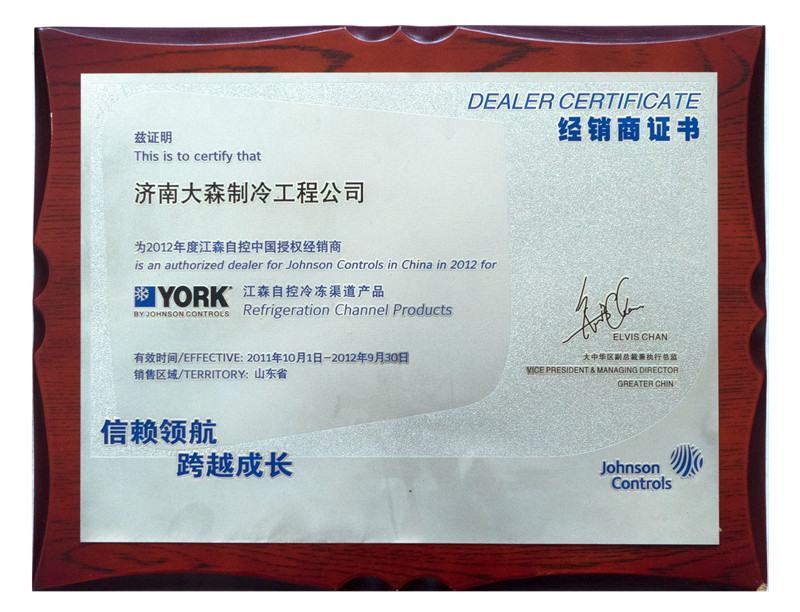 DEALER CERTIFICATE
经销商证书
兹证明
This is to certify that
济南大森制冷工程公司
为2012年度江森自控中国授权经销商
is an authorized dealer for Johnson Controls in China in 2012 for
YORK
BY JOHNSON CONTROLS
江森自控冷冻渠道产品
Refrigeration Channel Products
ELVIS CHAN
大中华区副总裁兼执行总监
VICE PRESIDENT & MANAGING DIRECTOR
GREATER CHIN
有效时间/EFFECTIVE: 2011年10月1日-2012年9月30日
销售区域/TERRITORY: 山东省
信赖领航
跨越成长
Johnson
Controls